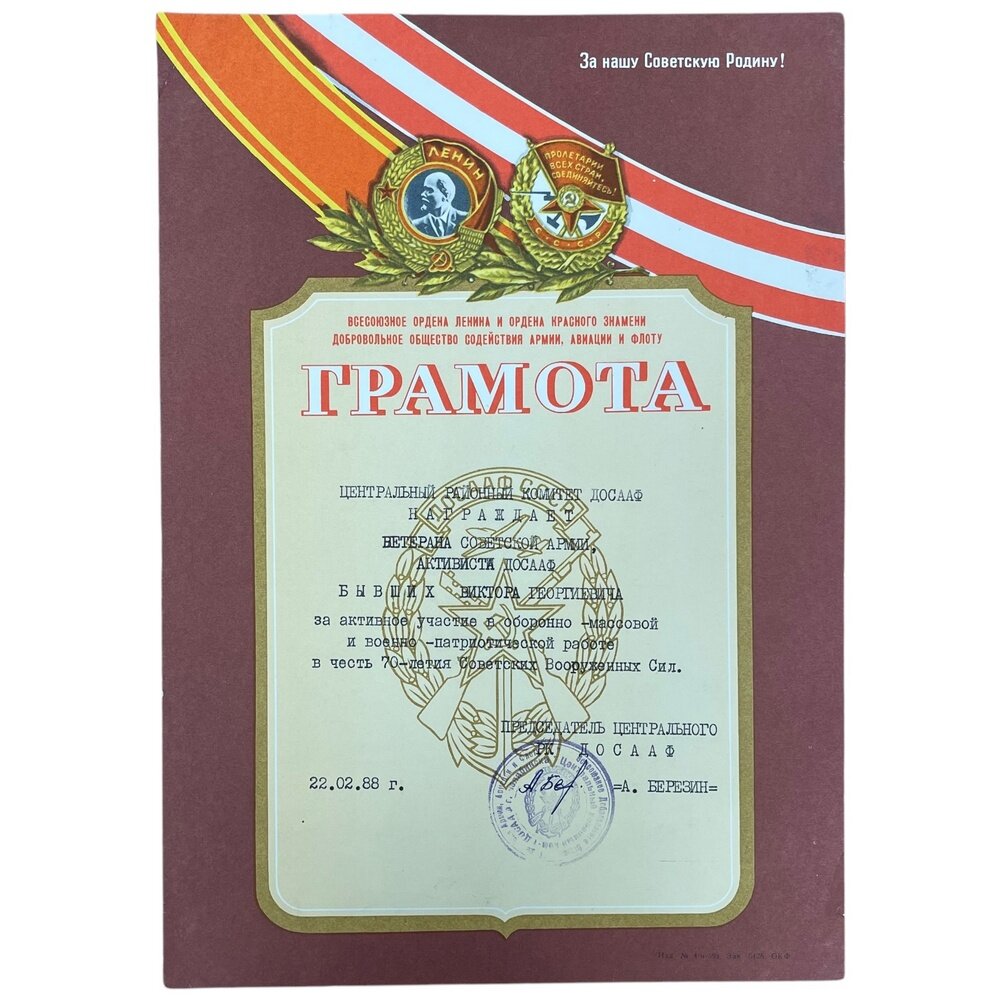 За нашу Советскую Родину!
ЛЕНИН
ПРОЛЕТАРИИ
ВСЕХ СТРАН
СОЕДИНЯЙТЕСЬ!
С С С Р
ВСЕСОЮЗНОЕ ОРДЕНА ЛЕНИНА И ОРДЕНА КРАСНОГО ЗНАМЕНИ
ДОБРОВОЛЬНОЕ ОБЩЕСТВО СОДЕЙСТВИЯ АРМИИ, АВИАЦИИ И ФЛОТУ
ГРАМОТА
ДОСААФ СССР
ЦЕНТРАЛЬНЫЙ РАЙОННЫЙ КОМИТЕТ ДОСААФ
Н А Г Р А Ж Д А Е Т
ВЕТЕРАНА СОВЕТСКОЙ АРМИИ,
АКТИВИСТА ДОСААФ
Б Ы В Ш И Х ВИКТОРА ГЕОРГИЕВИЧА
за активное участие в оборонно -массовой
и военно -патриотической работе
в честь 70-летия Советских Вооруженных Сил.
ПРЕДСЕДАТЕЛЬ ЦЕНТРАЛЬНОГО
РК Д О С А А Ф
22.02.88 г.
=А. БЕРЕЗИН=
Центральный